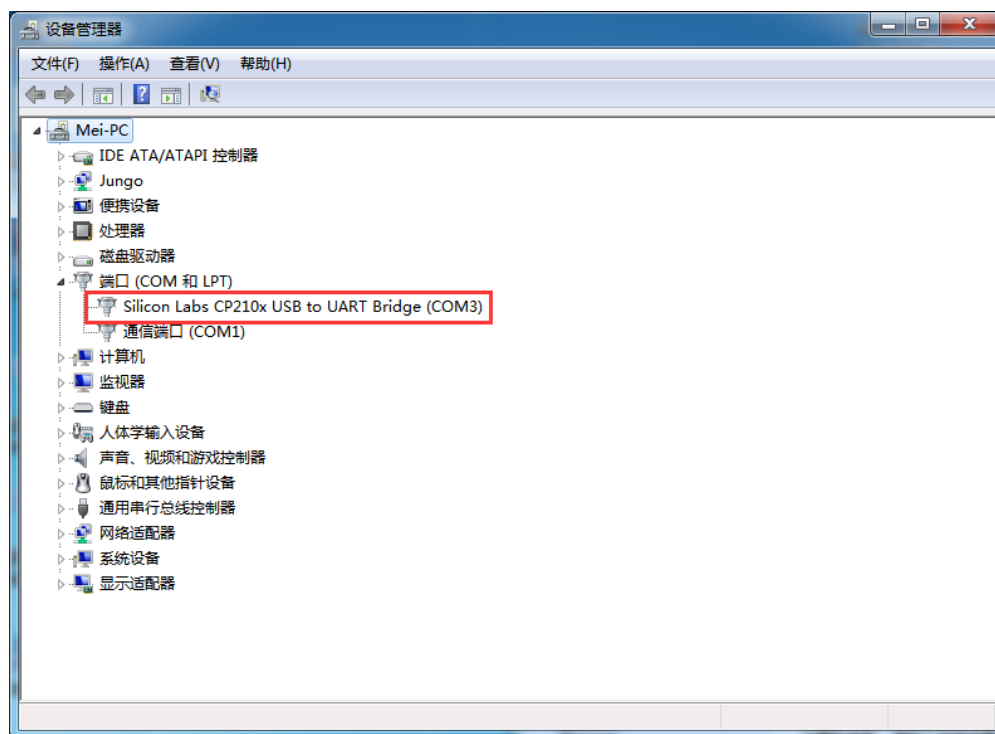 设备管理器
文件(F) 操作(A) 查看(V) 帮助(H)
Mei-PC
IDE ATA/ATAPI 控制器
Jungo
便携设备
处理器
磁盘驱动器
端口 (COM 和 LPT)
Silicon Labs CP210x USB to UART Bridge (COM3)
通信端口 (COM1)
计算机
监视器
键盘
人体学输入设备
声音、视频和游戏控制器
鼠标和其他指针设备
通用串行总线控制器
网络适配器
系统设备
显示适配器